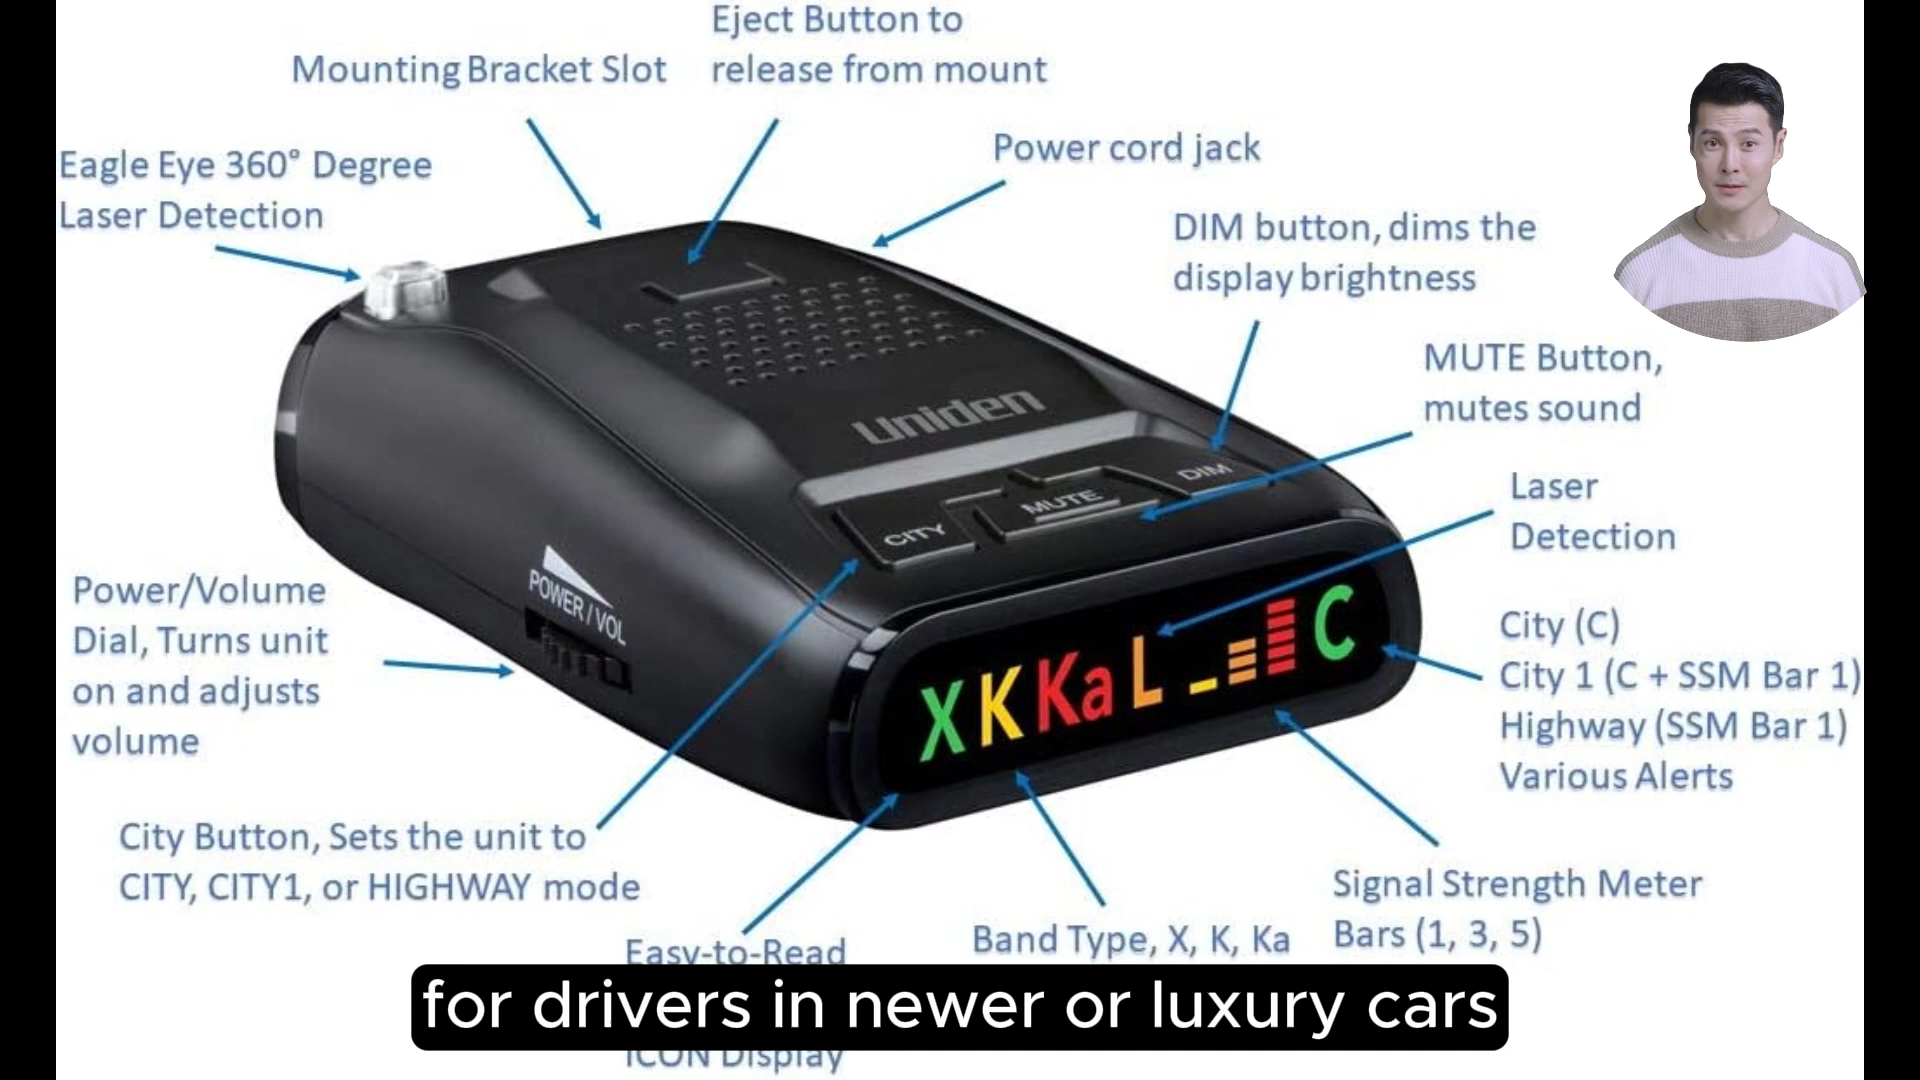 Eject Button to
release from mount
Mounting Bracket Slot
Power cord jack
Eagle Eye 360° Degree
Laser Detection
DIM button, dims the
display brightness
MUTE Button,
mutes sound
Uniden
DIM
MUTE
CITY
Laser
Detection
POWER / VOL
Power/Volume
Dial, Turns unit
on and adjusts
volume
X K Ka L C
City (C)
City 1 (C + SSM Bar 1)
Highway (SSM Bar 1)
Various Alerts
City Button, Sets the unit to
CITY, CITY1, or HIGHWAY mode
Signal Strength Meter
Bars (1, 3, 5)
Band Type, X, K, Ka
Easy-to-Read
for drivers in newer or luxury cars
ICON Display